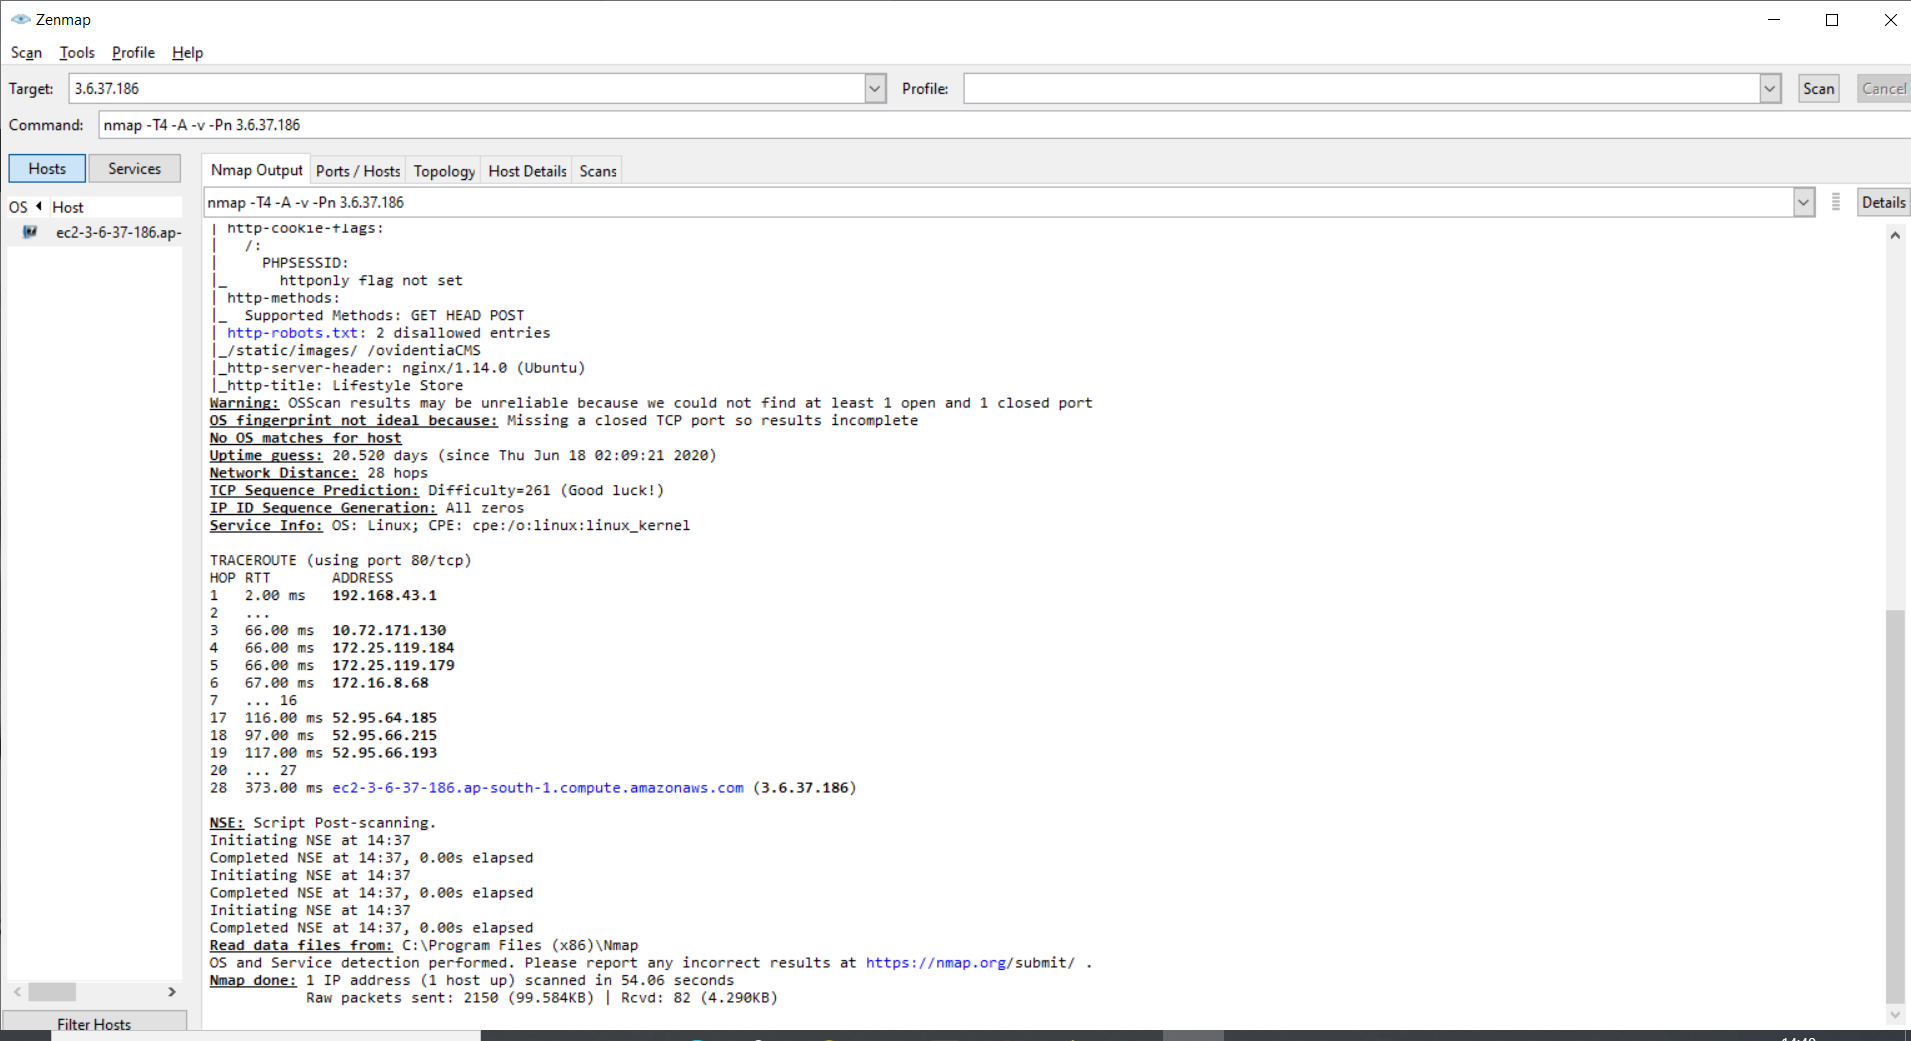 Zenmap
Scan Tools Profile Help
Target: 3.6.37.186 Profile: Scan Cancel
Command: nmap -T4 -A -v -Pn 3.6.37.186
Hosts Services
Nmap Output Ports / Hosts Topology Host Details Scans
OS Host
nmap -T4 -A -v -Pn 3.6.37.186 Details
ec2-3-6-37-186.ap-
| http-cookie-flags:
|   /:
|     PHPSESSID:
|_      httponly flag not set
| http-methods:
|_  Supported Methods: GET HEAD POST
| http-robots.txt: 2 disallowed entries
|_/static/images/ /ovidentiaCMS
|_http-server-header: nginx/1.14.0 (Ubuntu)
|_http-title: Lifestyle Store
Warning: OSScan results may be unreliable because we could not find at least 1 open and 1 closed port
OS fingerprint not ideal because: Missing a closed TCP port so results incomplete
No OS matches for host
Uptime guess: 20.520 days (since Thu Jun 18 02:09:21 2020)
Network Distance: 28 hops
TCP Sequence Prediction: Difficulty=261 (Good luck!)
IP ID Sequence Generation: All zeros
Service Info: OS: Linux; CPE: cpe:/o:linux:linux_kernel
TRACEROUTE (using port 80/tcp)
HOP RTT       ADDRESS
1   2.00 ms   192.168.43.1
2   ...
3   66.00 ms  10.72.171.130
4   66.00 ms  172.25.119.184
5   66.00 ms  172.25.119.179
6   67.00 ms  172.16.8.68
7   ... 16
17  116.00 ms 52.95.64.185
18  97.00 ms  52.95.66.215
19  117.00 ms 52.95.66.193
20  ... 27
28  373.00 ms ec2-3-6-37-186.ap-south-1.compute.amazonaws.com (3.6.37.186)
NSE: Script Post-scanning.
Initiating NSE at 14:37
Completed NSE at 14:37, 0.00s elapsed
Initiating NSE at 14:37
Completed NSE at 14:37, 0.00s elapsed
Initiating NSE at 14:37
Completed NSE at 14:37, 0.00s elapsed
Read data files from: C:\Program Files (x86)\Nmap
OS and Service detection performed. Please report any incorrect results at https://nmap.org/submit/ .
Nmap done: 1 IP address (1 host up) scanned in 54.06 seconds
Raw packets sent: 2150 (99.584KB) | Rcvd: 82 (4.290KB)
Filter Hosts